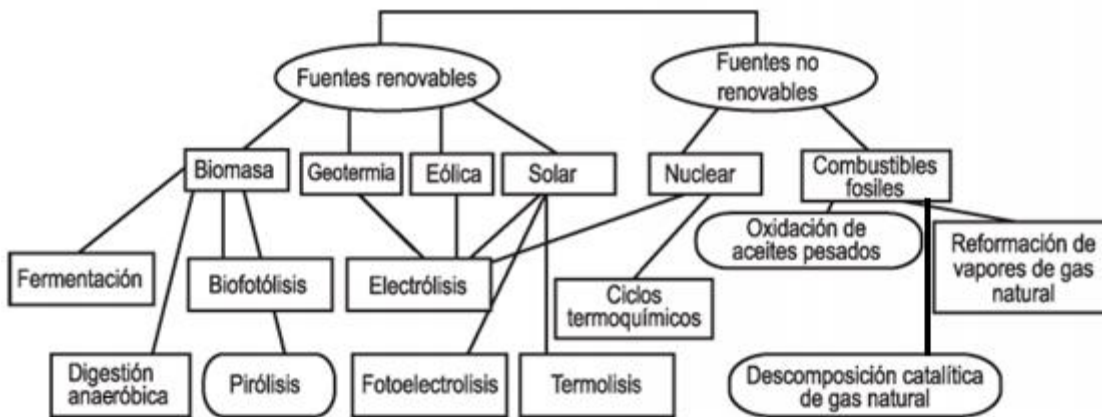 Fuentes renovables
Fuentes no
renovables
Biomasa
Geotermia
Eólica
Solar
Nuclear
Combustibles
fosiles
Fermentación
Biofotólisis
Electrólisis
Ciclos
termoquímicos
Oxidación de
aceites pesados
Reformación de
vapores de gas
natural
Digestión
anaeróbica
Pirólisis
Fotoelectrolisis
Termolisis
Descomposición catalítica
de gas natural